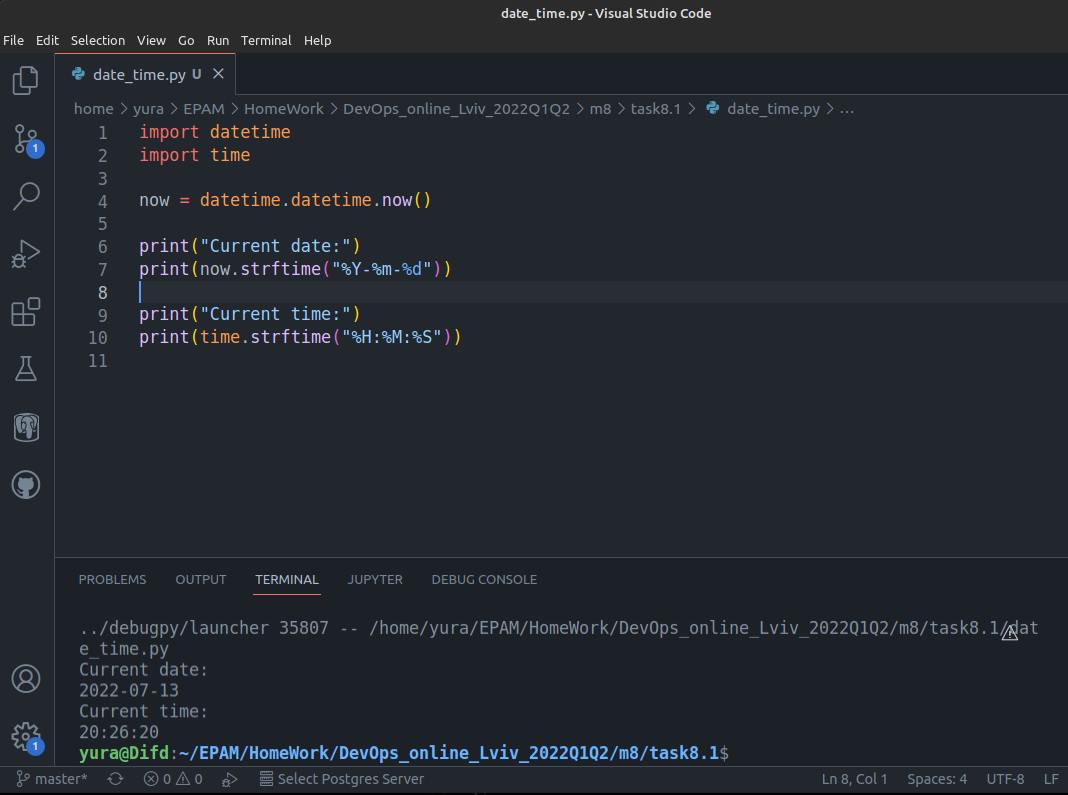 date_time.py - Visual Studio Code
File Edit Selection View Go Run Terminal Help
date_time.py U
home > yura > EPAM > HomeWork > DevOps_online_Lviv_2022Q1Q2 > m8 > task8.1 > date_time.py > ...
1 import datetime
2 import time
3
4 now = datetime.datetime.now()
5
6 print("Current date:")
7 print(now.strftime("%Y-%m-%d"))
8
9 print("Current time:")
10 print(time.strftime("%H:%M:%S"))
11
1
PROBLEMS OUTPUT TERMINAL JUPYTER DEBUG CONSOLE
../debugpy/launcher 35807 -- /home/yura/EPAM/HomeWork/DevOps_online_Lviv_2022Q1Q2/m8/task8.1/dat
e_time.py
Current date:
2022-07-13
Current time:
20:26:20
yura@Difd:~/EPAM/HomeWork/DevOps_online_Lviv_2022Q1Q2/m8/task8.1$
1
master* 0 0 Select Postgres Server Ln 8, Col 1 Spaces: 4 UTF-8 LF